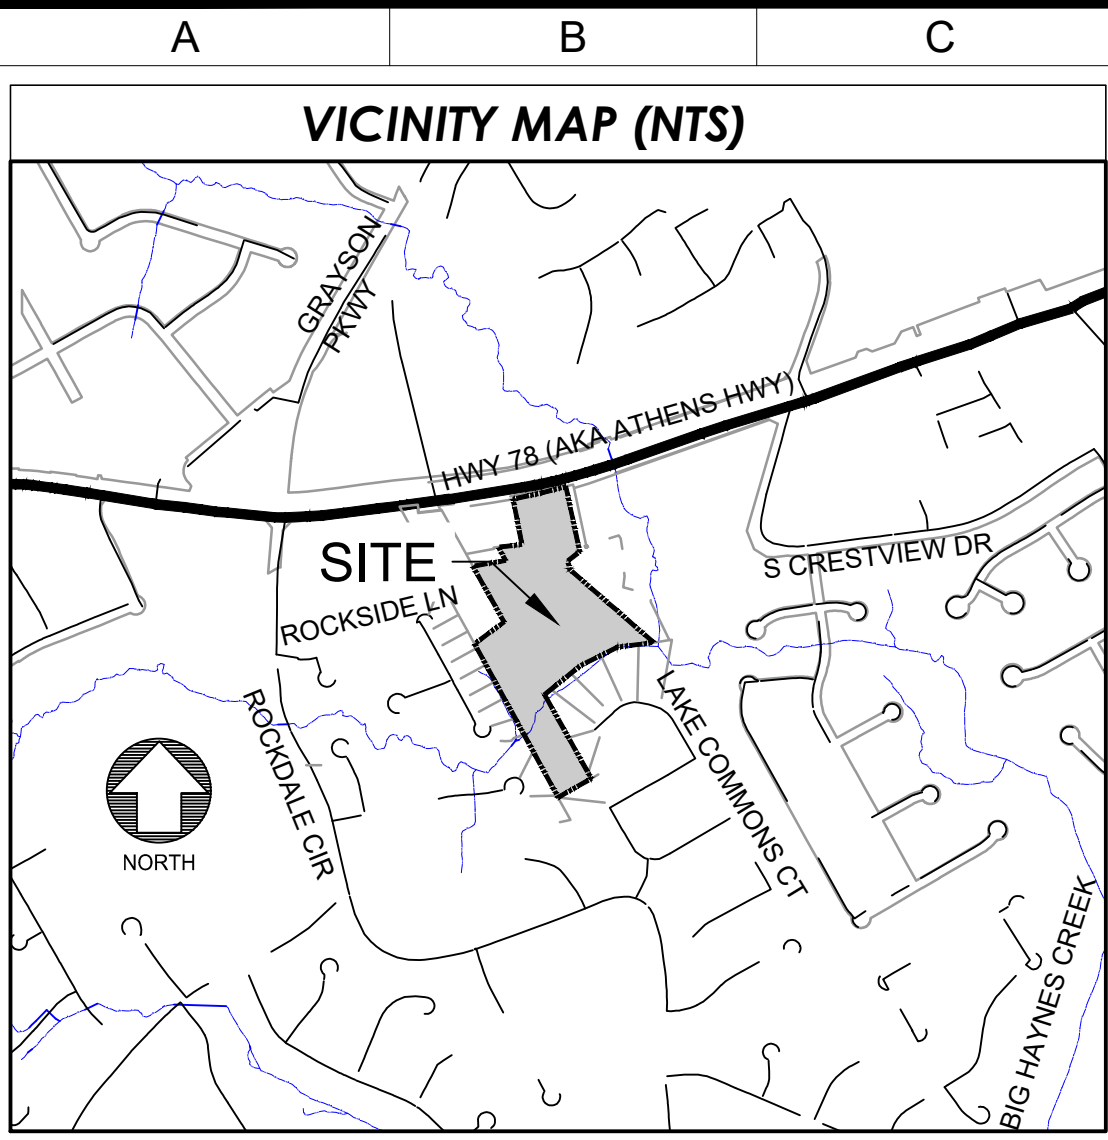 A B C
VICINITY MAP (NTS)
GRAYSON
PKWY
HWY 78 (AKA ATHENS HWY)
SITE
S CRESTVIEW DR
ROCKSIDE LN
ROCKDALE CIR
LAKE COMMONS CT
NORTH
BIG HAYNES CREEK